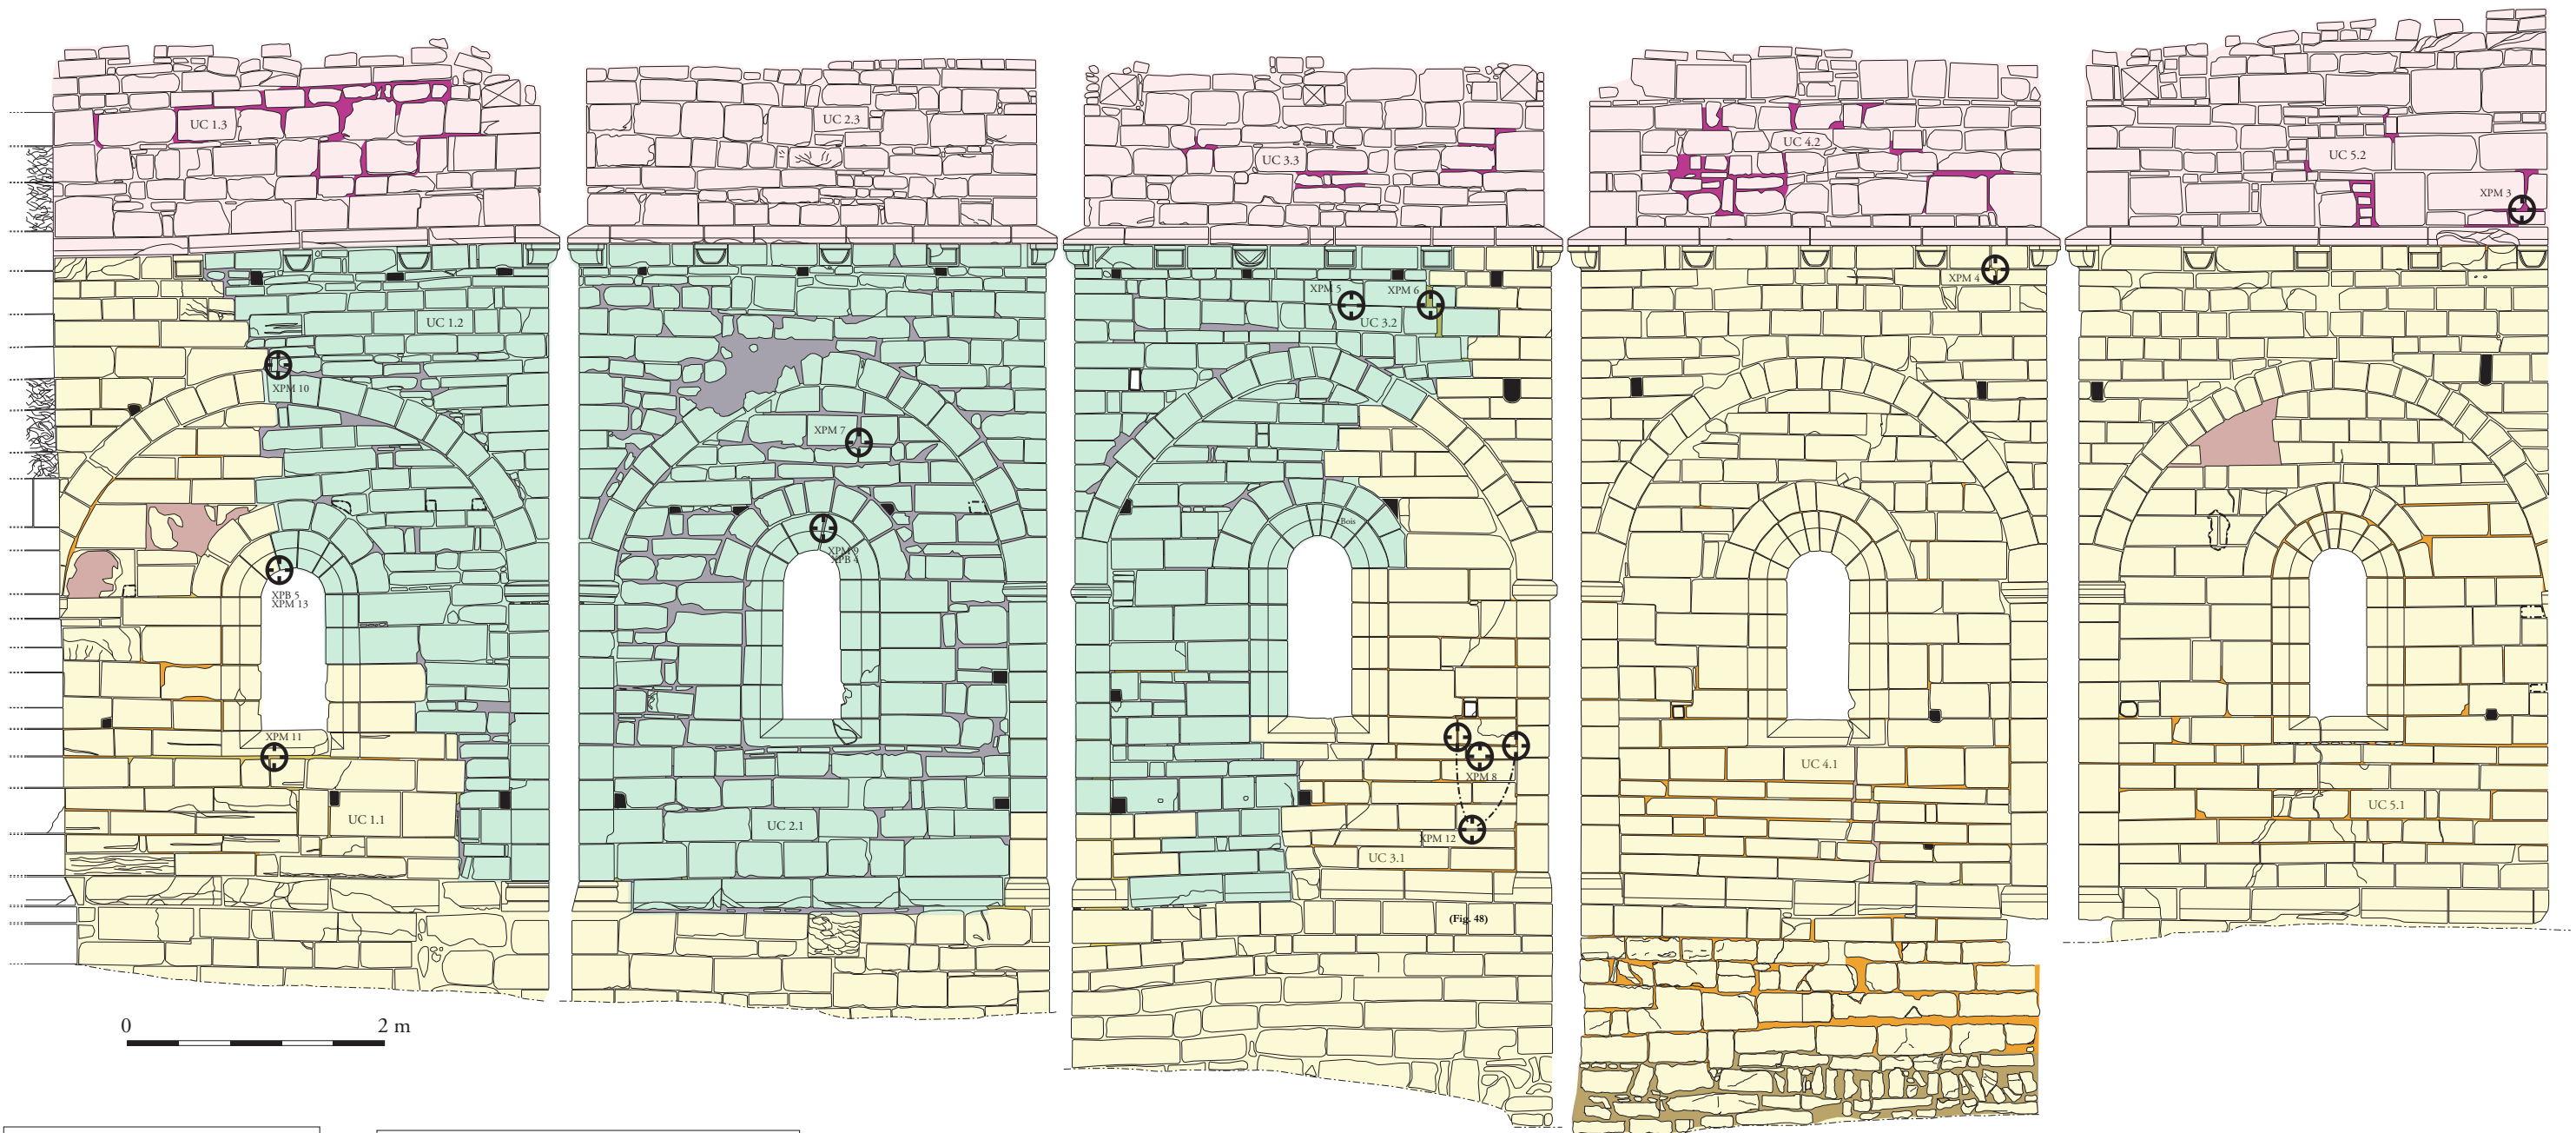 UC 1.3
UC 1.2
XPM 10
XPB 5
XPM 13
XPM 11
UC 1.1
0
2 m
UC 2.3
XPM 7
XPM 9
XPB 4
UC 2.1
UC 3.3
XPM 5
XPM 6
UC 3.2
Bois
XPM 8
XPM 12
UC 3.1
(Fig. 48)
UC 4.2
XPM 4
UC 4.1
UC 5.2
XPM 3
UC 5.1